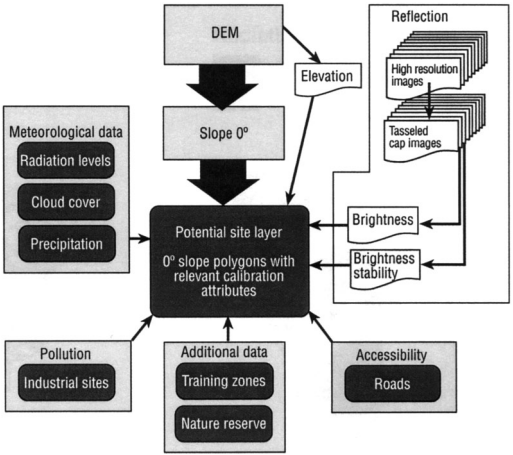 DEM
Elevation
Slope 0º
Reflection
High resolution
images
Tasseled
cap images
Brightness
Brightness
stability
Meteorological data
Radiation levels
Cloud cover
Precipitation
Potential site layer
0º slope polygons with
relevant calibration
attributes
Pollution
Industrial sites
Additional data
Training zones
Nature reserve
Accessibility
Roads